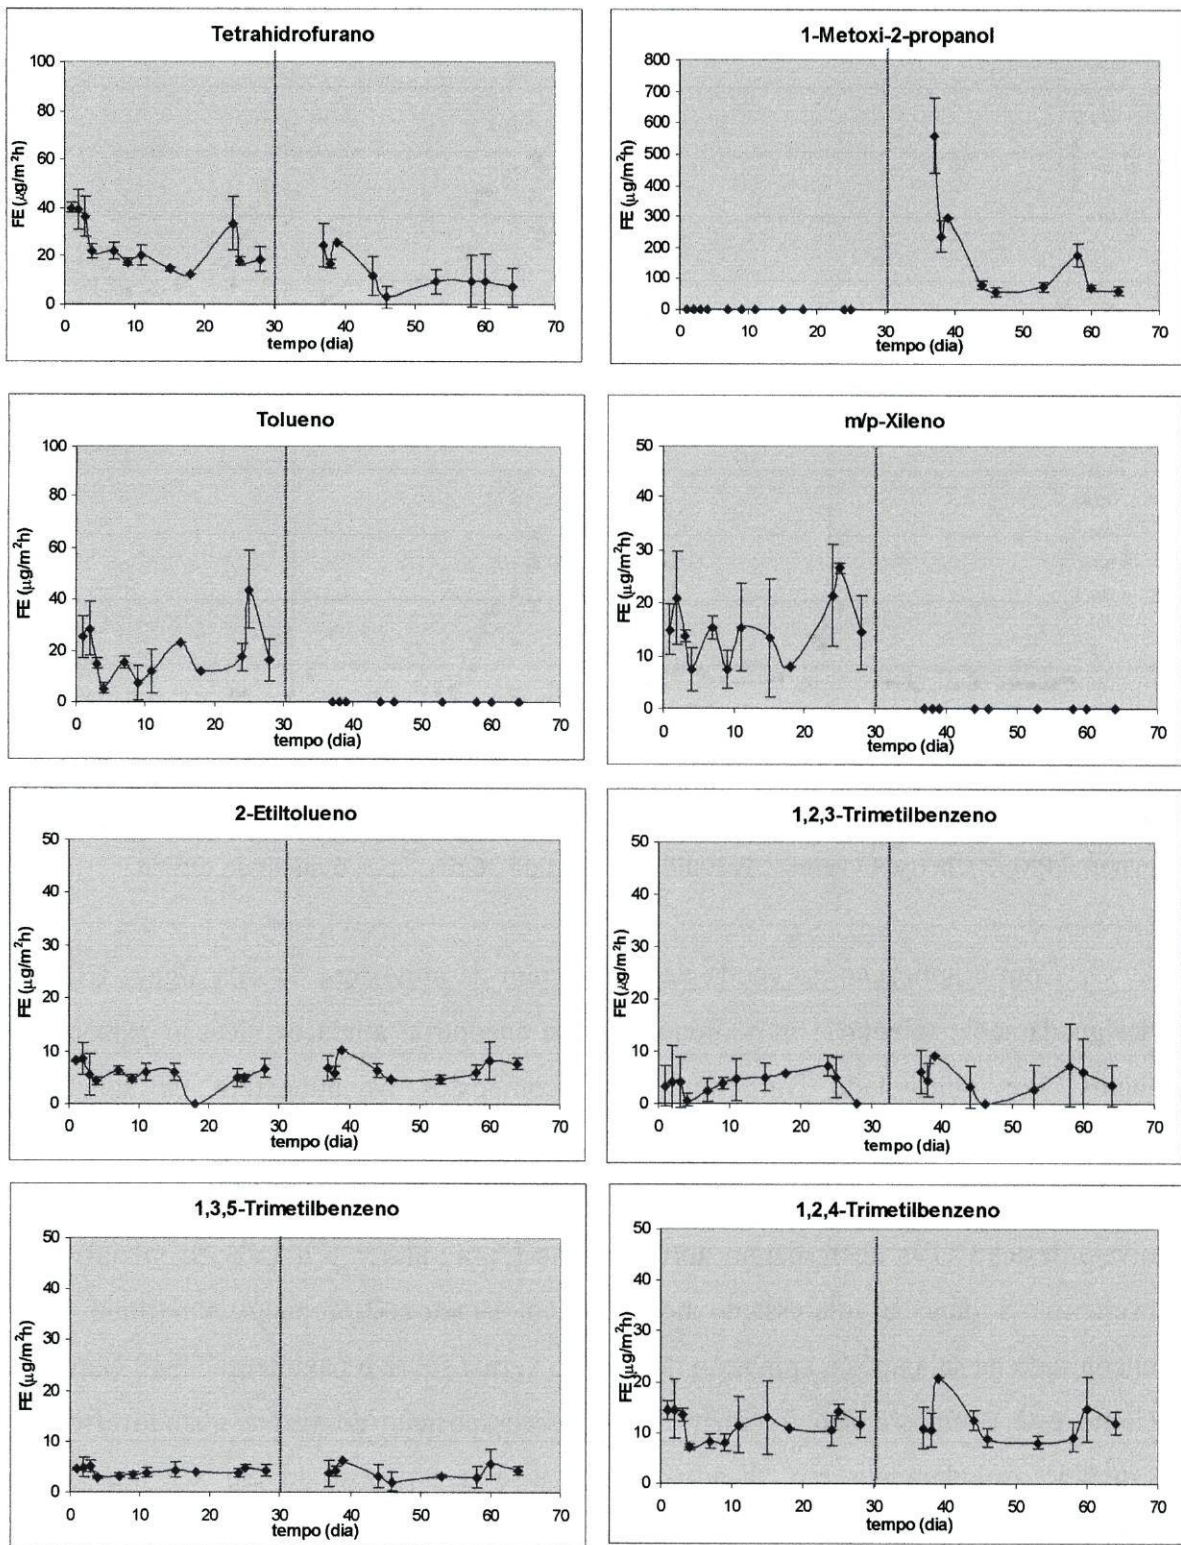 Tetrahidrofurano
100
80
60
40
20
0
FE (µg/m²h)
0 10 20 30 40 50 60 70
tempo (dia)
1-Metoxi-2-propanol
800
700
600
500
400
300
200
100
0
FE (µg/m²h)
0 10 20 30 40 50 60 70
tempo (dia)
Tolueno
100
80
60
40
20
0
FE (µg/m²h)
0 10 20 30 40 50 60 70
tempo (dia)
m/p-Xileno
50
40
30
20
10
0
FE (µg/m²h)
0 10 20 30 40 50 60 70
tempo (dia)
2-Etiltolueno
50
40
30
20
10
0
FE (µg/m²h)
0 10 20 30 40 50 60 70
tempo (dia)
1,2,3-Trimetilbenzeno
50
40
30
20
10
0
FE (µg/m²h)
0 10 20 30 40 50 60 70
tempo (dia)
1,3,5-Trimetilbenzeno
50
40
30
20
10
0
FE (µg/m²h)
0 10 20 30 40 50 60 70
tempo (dia)
1,2,4-Trimetilbenzeno
50
40
30
20
10
0
FE (µg/m²h)
0 10 20 30 40 50 60 70
tempo (dia)